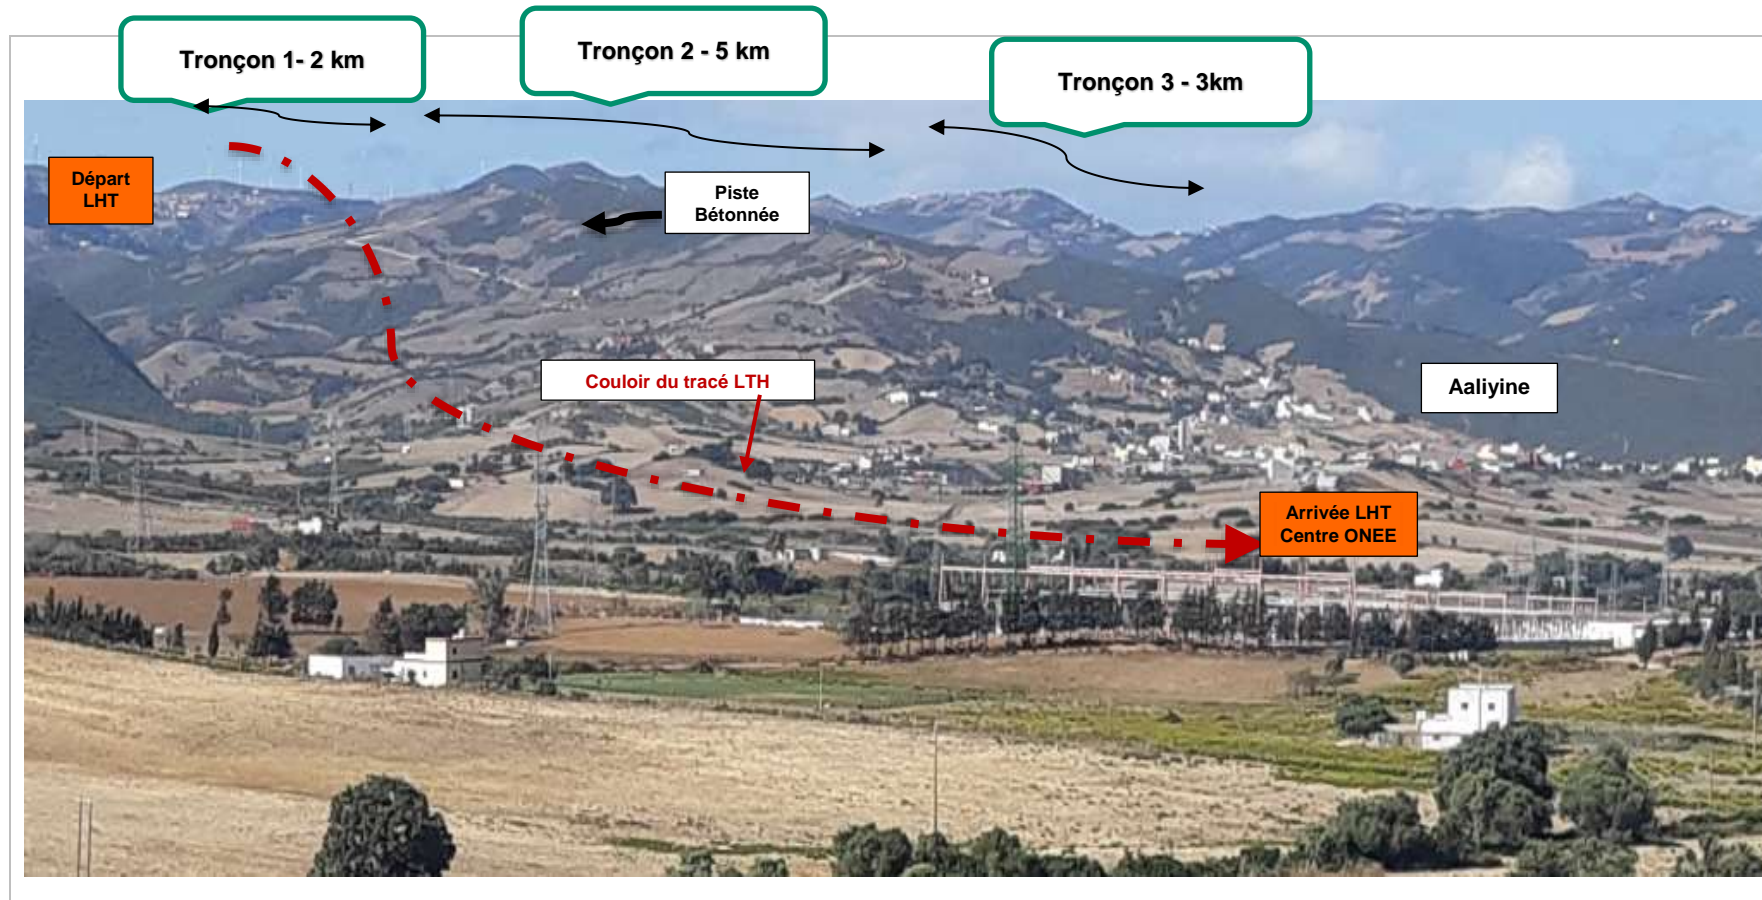 Tronçon 1- 2 km
Tronçon 2 - 5 km
Tronçon 3 - 3km
Départ
LHT
Piste
Bétonnée
Couloir du tracé LTH
Aaliyine
Arrivée LHT
Centre ONEE